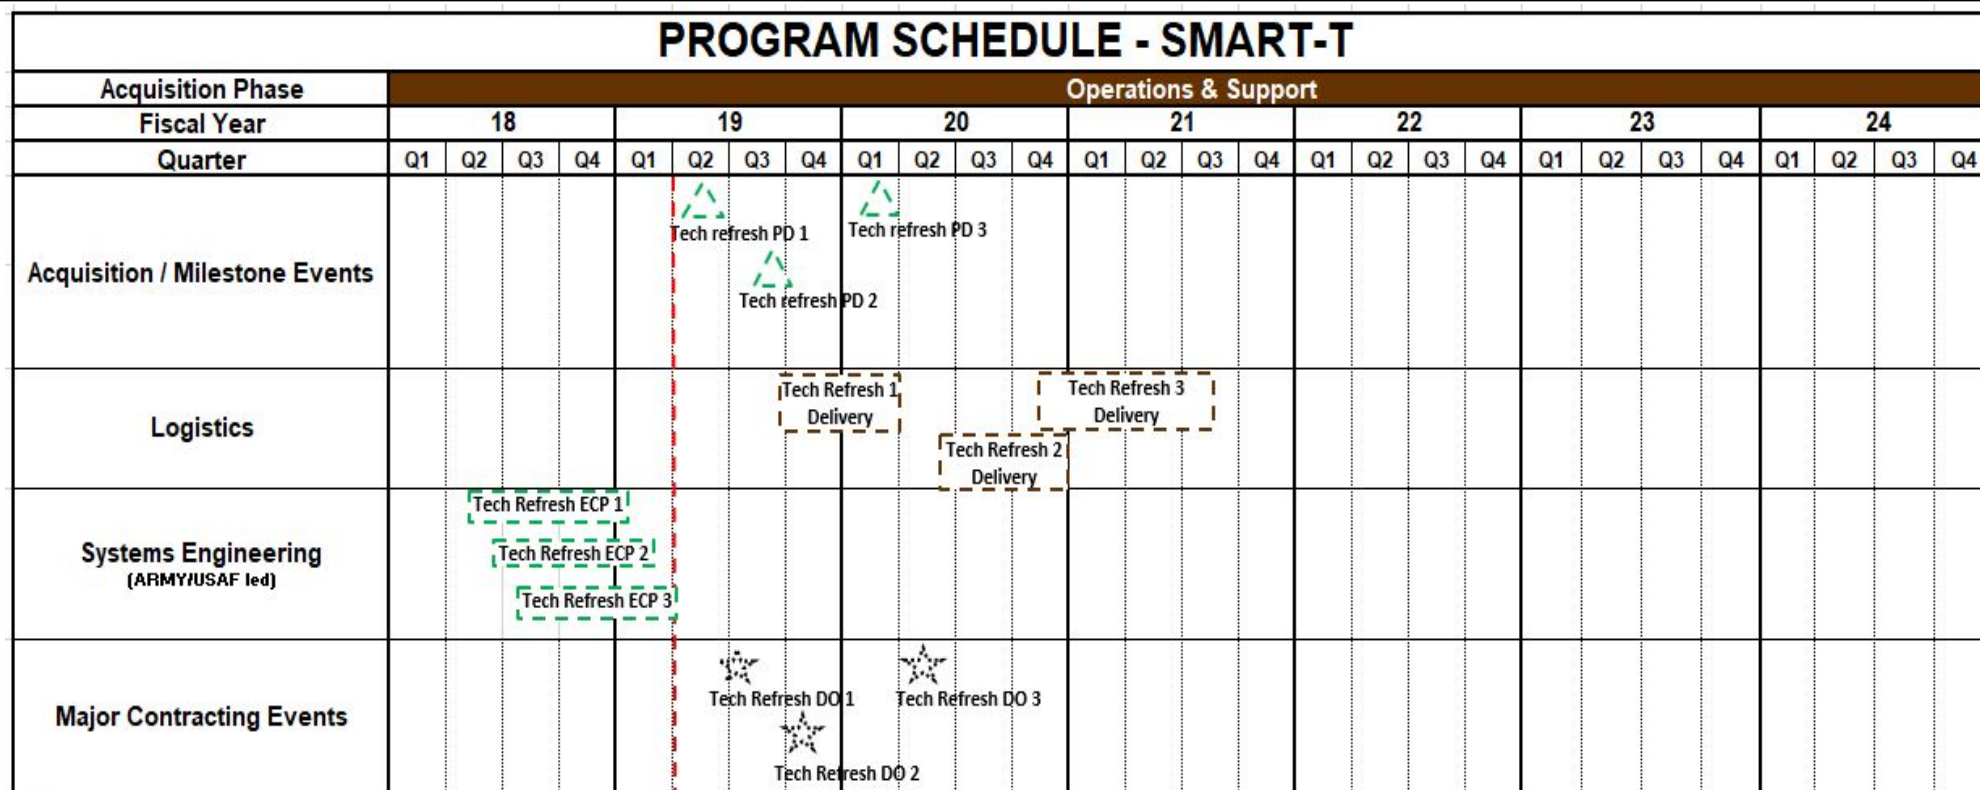 PROGRAM SCHEDULE - SMART-T
Acquisition Phase Operations & Support
Fiscal Year 18 19 20 21 22 23 24
Quarter Q1 Q2 Q3 Q4 Q1 Q2 Q3 Q4 Q1 Q2 Q3 Q4 Q1 Q2 Q3 Q4 Q1 Q2 Q3 Q4 Q1 Q2 Q3 Q4 Q1 Q2 Q3 Q4
Acquisition / Milestone Events
Tech refresh PD 1
Tech refresh PD 3
Tech refresh PD 2
Logistics
Tech Refresh 1
Delivery
Tech Refresh 3
Delivery
Tech Refresh 2
Delivery
Systems Engineering
(ARMY/USAF led)
Tech Refresh ECP 1
Tech Refresh ECP 2
Tech Refresh ECP 3
Major Contracting Events
Tech Refresh DO 1
Tech Refresh DO 3
Tech Refresh DO 2